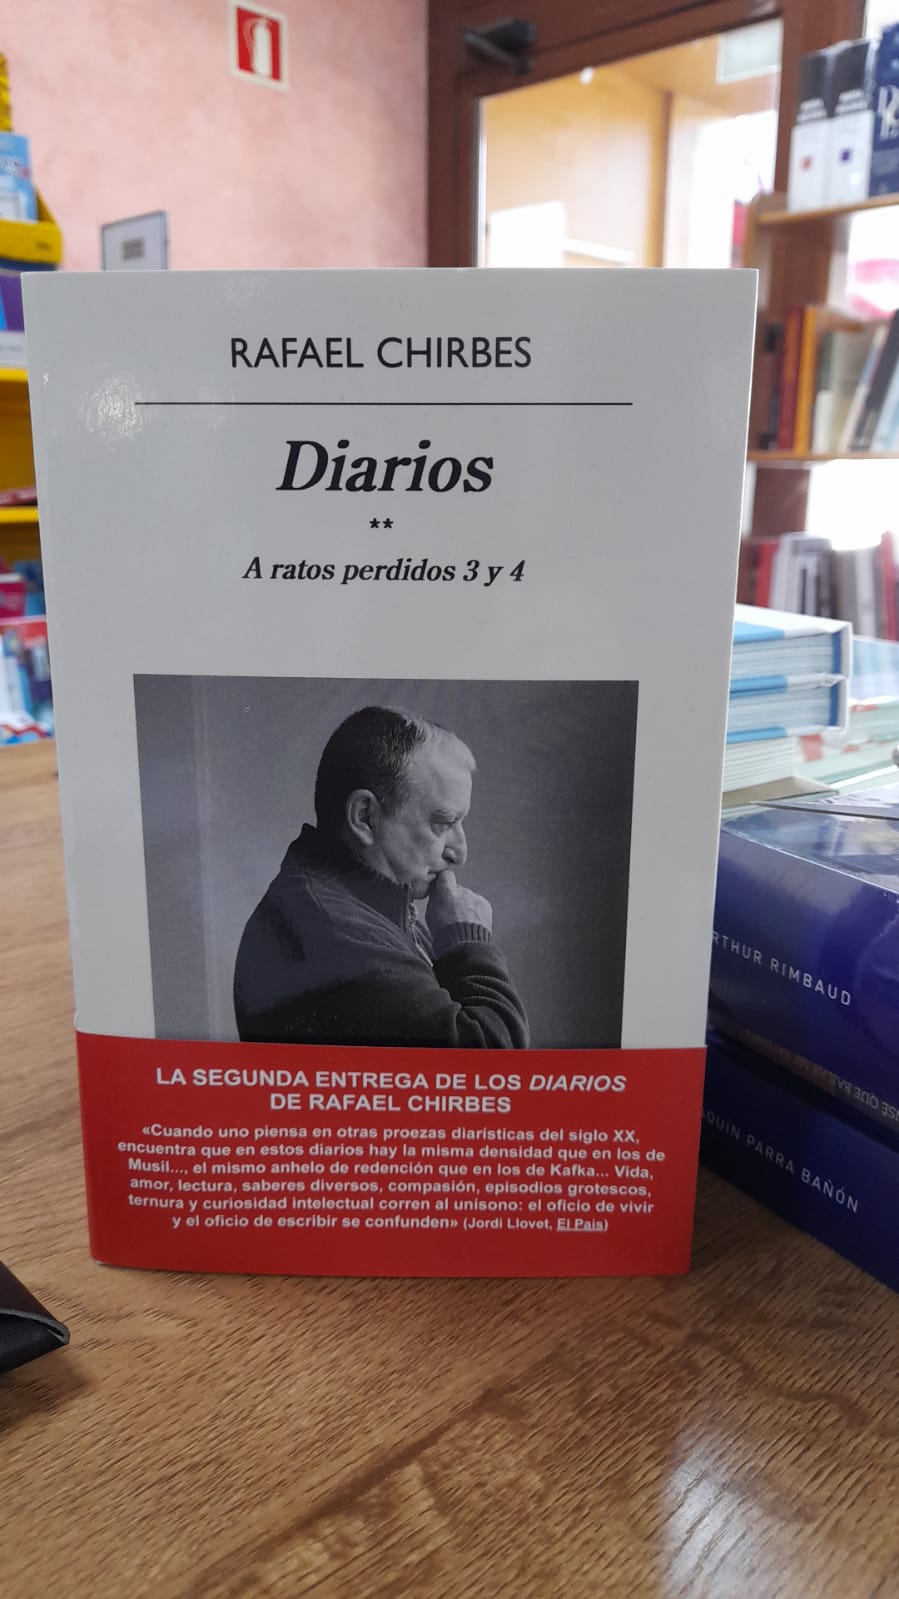 RAFAEL CHIRBES
Diarios
**
A ratos perdidos 3 y 4
LA SEGUNDA ENTREGA DE LOS DIARIOS
DE RAFAEL CHIRBES
«Cuando uno piensa en otras proezas diarísticas del siglo XX,
encuentra que en estos diarios hay la misma densidad que en los de
Musil..., el mismo anhelo de redención que en los de Kafka... Vida,
amor, lectura, saberes diversos, compasión, episodios grotescos,
ternura y curiosidad intelectual corren al unísono: el oficio de vivir
y el oficio de escribir se confunden» (Jordi Llovet, El País)
RTHUR RIMBAUD
QUÍN PARRA BAÑÓN